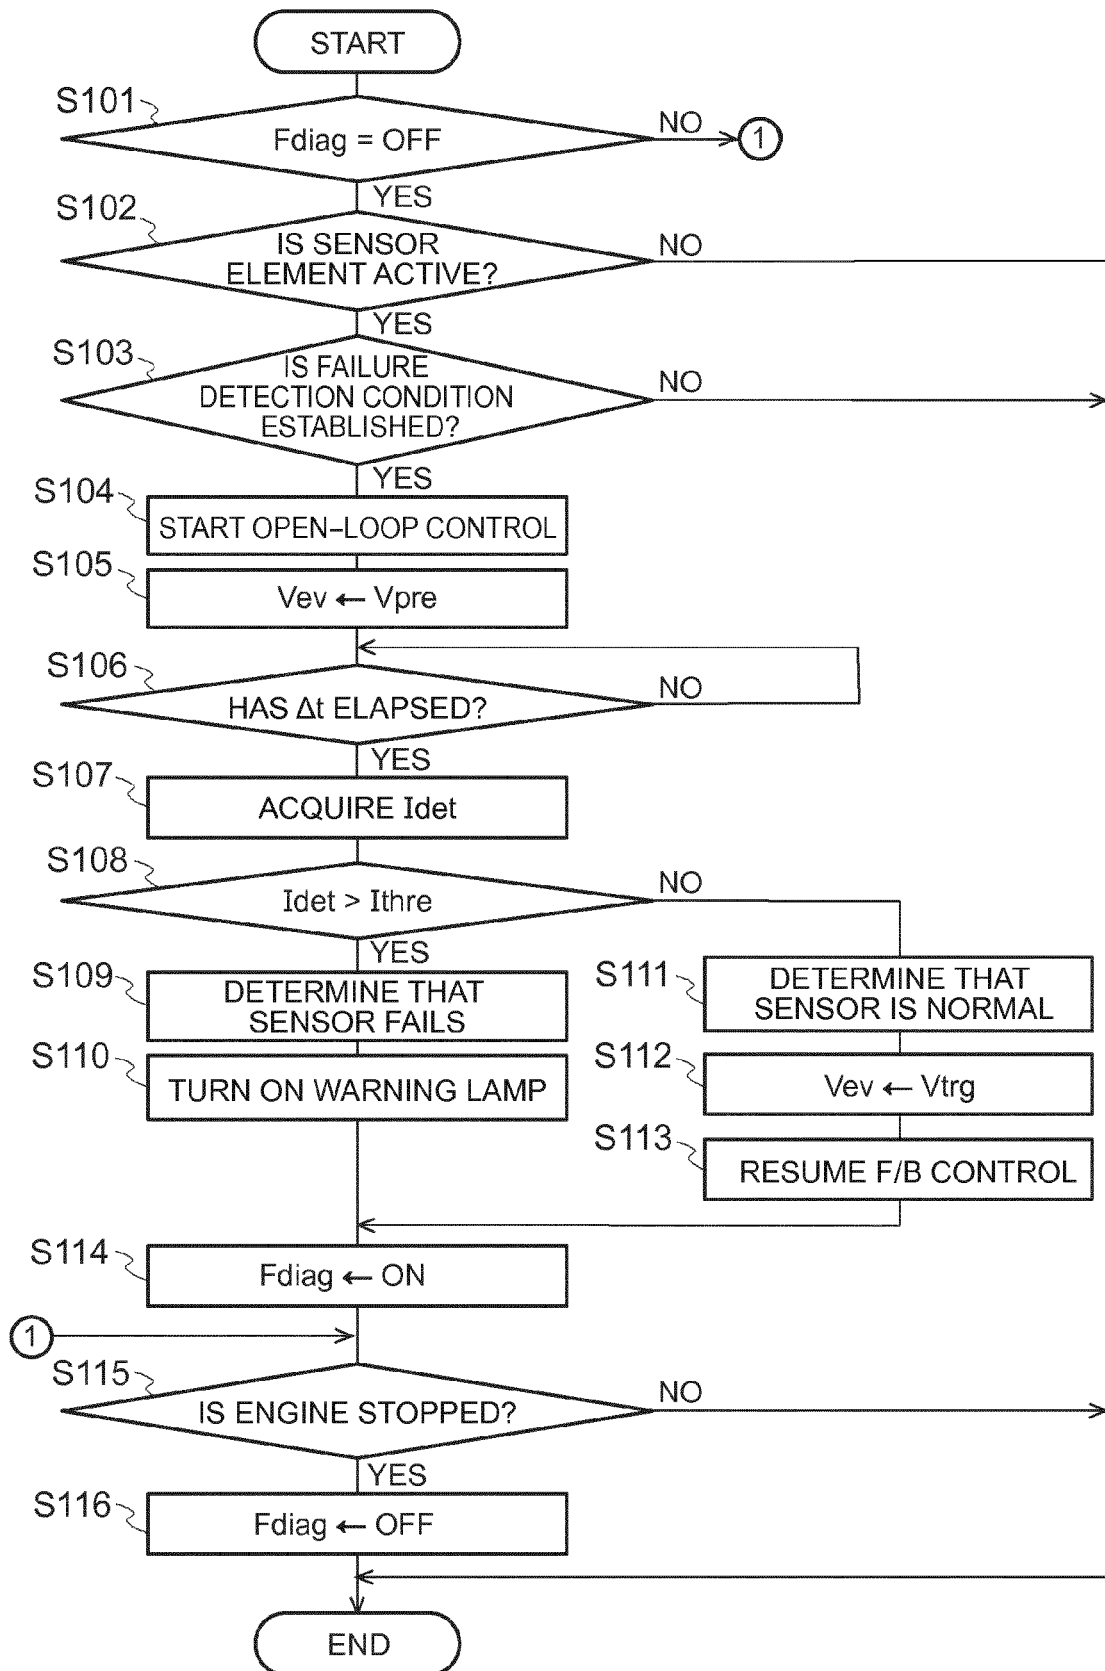 START
S101
Fdiag = OFF
NO
1
YES
S102
IS SENSOR
ELEMENT ACTIVE?
NO
YES
S103
IS FAILURE
DETECTION CONDITION
ESTABLISHED?
NO
YES
S104
START OPEN-LOOP CONTROL
S105
Vev ← Vpre
S106
HAS Δt ELAPSED?
NO
YES
S107
ACQUIRE Idet
S108
Idet > Ithre
NO
YES
S109
DETERMINE THAT
SENSOR FAILS
S110
TURN ON WARNING LAMP
S111
DETERMINE THAT
SENSOR IS NORMAL
S112
Vev ← Vtrg
S113
RESUME F/B CONTROL
S114
Fdiag ← ON
1
S115
IS ENGINE STOPPED?
NO
YES
S116
Fdiag ← OFF
END